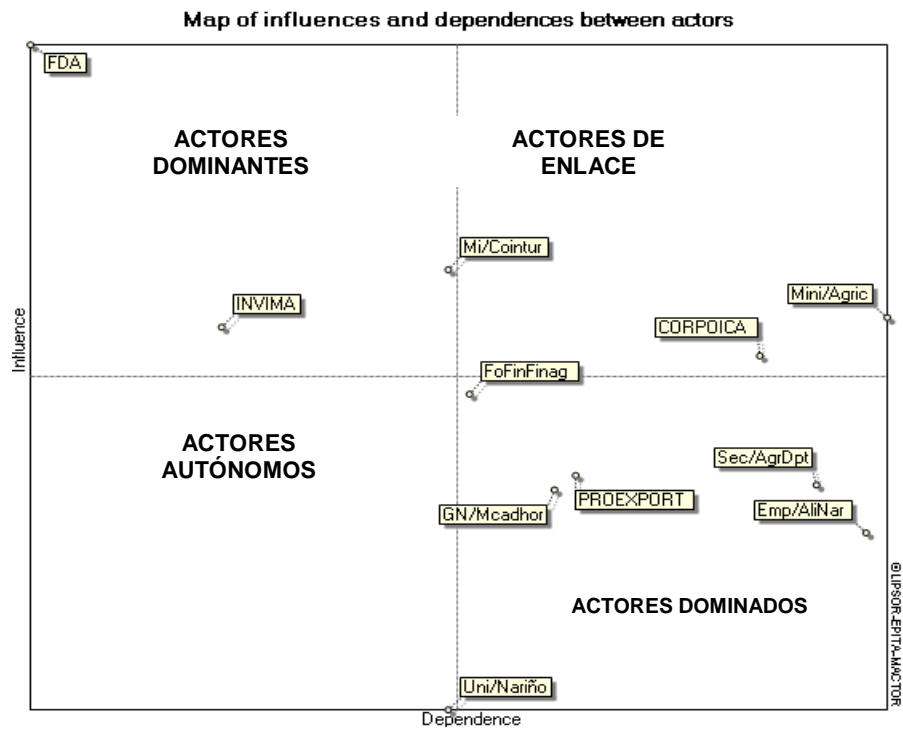 Map of influences and dependences between actors
FDA
ACTORES
DOMINANTES
ACTORES DE
ENLACE
Mi/Cointur
INVIMA
Mini/Agric
CORPOICA
Influence
FoFinFinag
ACTORES
AUTÓNOMOS
Sec/AgrDpt
PROEXPORT
GN/Mcadhor
Emp/AliNar
ACTORES DOMINADOS
©LIPSOR-EPITA-MACTOR
Uni/Nariño
Dependence